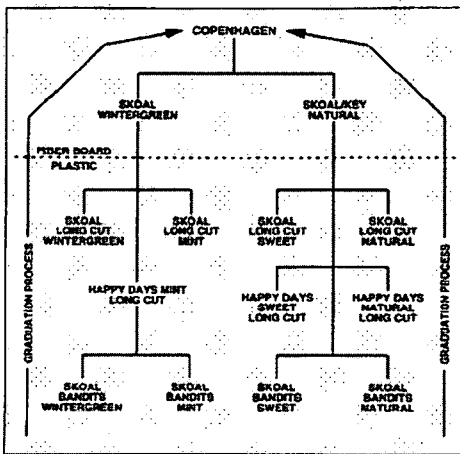 COPENHAGEN
SKOAL
WINTERGREEN
SKOAL/KEY
NATURAL
FIBER BOARD
PLASTIC
SKOAL
LONG CUT
WINTERGREEN
SKOAL
LONG CUT
MINT
SKOAL
LONG CUT
SWEET
SKOAL
LONG CUT
NATURAL
HAPPY DAYS MINT
LONG CUT
HAPPY DAYS
SWEET
LONG CUT
HAPPY DAYS
NATURAL
LONG CUT
SKOAL
BANDITS
WINTERGREEN
SKOAL
BANDITS
MINT
SKOAL
BANDITS
SWEET
SKOAL
BANDITS
NATURAL
GRADUATION PROCESS
GRADUATION PROCESS